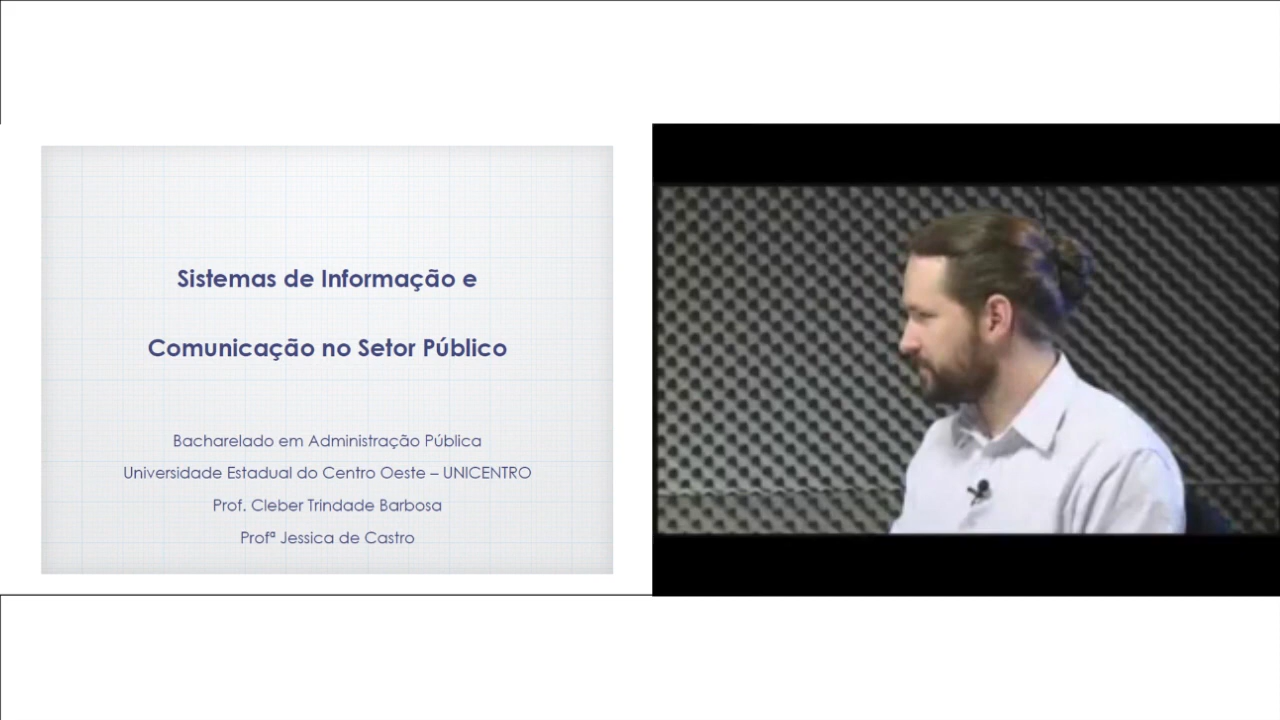 Sistemas de Informação e
Comunicação no Setor Público
Bacharelado em Administração Pública
Universidade Estadual do Centro Oeste – UNICENTRO
Prof. Cleber Trindade Barbosa
Profª Jessica de Castro